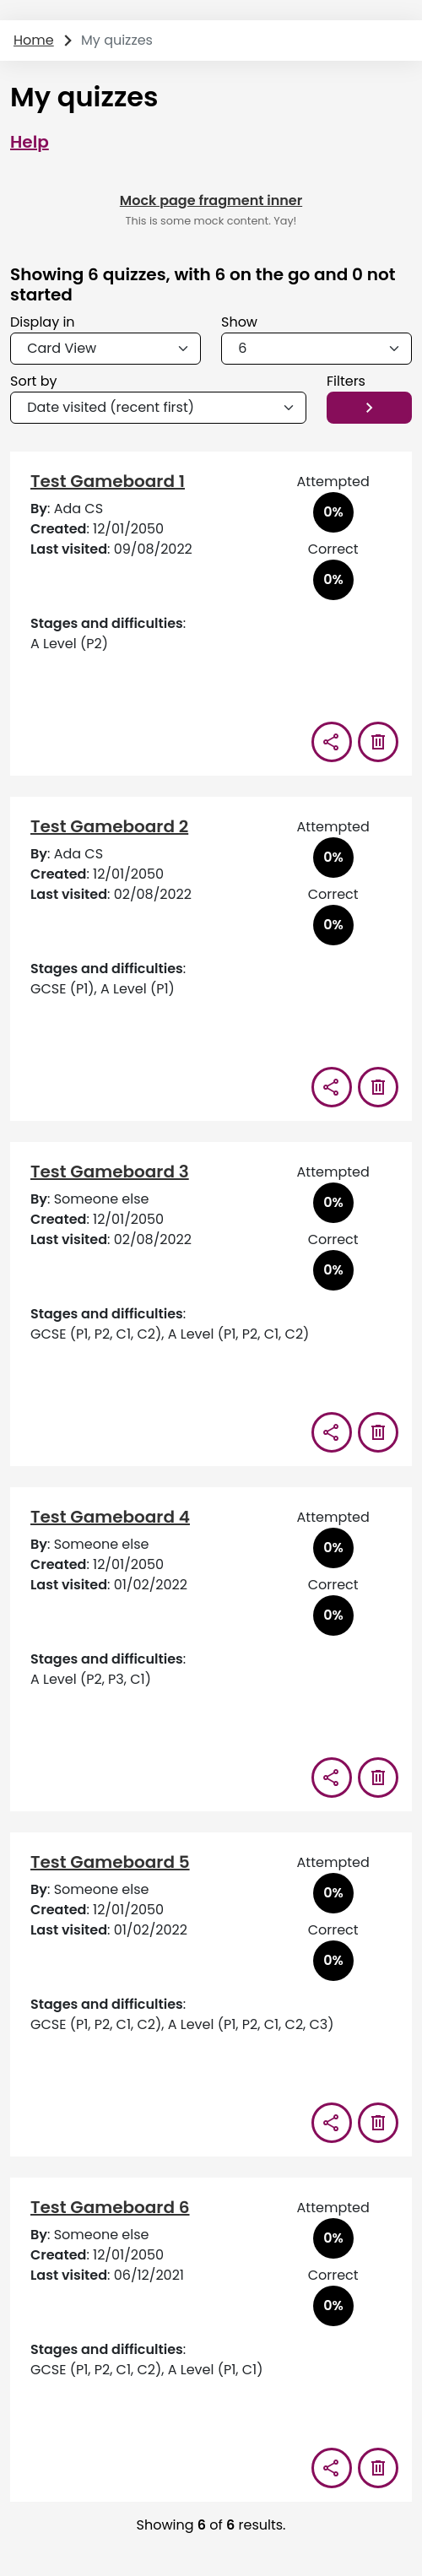 Home > My quizzes
My quizzes
Help
Mock page fragment inner
This is some mock content. Yay!
Showing 6 quizzes, with 6 on the go and 0 not
started
Display in
Show
Card View
6
Sort by
Filters
Date visited (recent first)
Test Gameboard 1
By: Ada CS
Created: 12/01/2050
Last visited: 09/08/2022
Attempted
0%
Correct
0%
Stages and difficulties:
A Level (P2)
Test Gameboard 2
By: Ada CS
Created: 12/01/2050
Last visited: 02/08/2022
Attempted
0%
Correct
0%
Stages and difficulties:
GCSE (P1), A Level (P1)
Test Gameboard 3
By: Someone else
Created: 12/01/2050
Last visited: 02/08/2022
Attempted
0%
Correct
0%
Stages and difficulties:
GCSE (P1, P2, C1, C2), A Level (P1, P2, C1, C2)
Test Gameboard 4
By: Someone else
Created: 12/01/2050
Last visited: 01/02/2022
Attempted
0%
Correct
0%
Stages and difficulties:
A Level (P2, P3, C1)
Test Gameboard 5
By: Someone else
Created: 12/01/2050
Last visited: 01/02/2022
Attempted
0%
Correct
0%
Stages and difficulties:
GCSE (P1, P2, C1, C2), A Level (P1, P2, C1, C2, C3)
Test Gameboard 6
By: Someone else
Created: 12/01/2050
Last visited: 06/12/2021
Attempted
0%
Correct
0%
Stages and difficulties:
GCSE (P1, P2, C1, C2), A Level (P1, C1)
Showing 6 of 6 results.